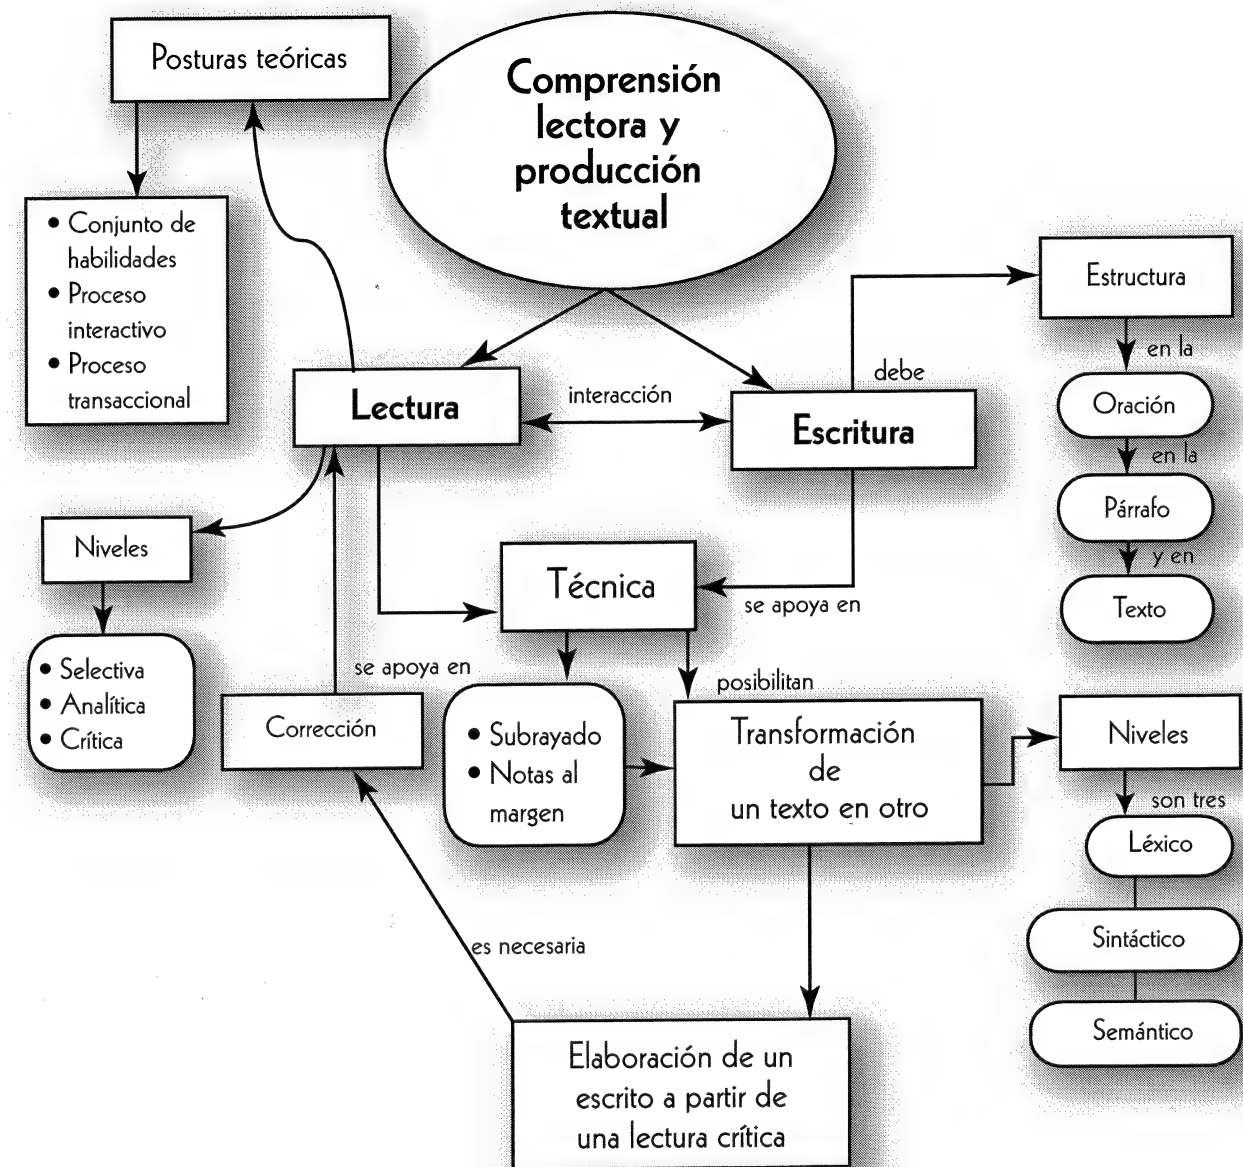 Posturas teóricas
Comprensión
lectora y
producción
textual
• Conjunto de
habilidades
• Proceso
interactivo
• Proceso
transaccional
Estructura
en la
Oración
en la
Párrafo
y en
Texto
debe
interacción
Lectura
Escritura
Niveles
• Selectiva
• Analítica
• Crítica
Técnica
se apoya en
se apoya en
Corrección
posibilitan
• Subrayado
• Notas al
margen
Transformación
de
un texto en otro
Niveles
son tres
Léxico
Sintáctico
Semántico
es necesaria
Elaboración de un
escrito a partir de
una lectura crítica